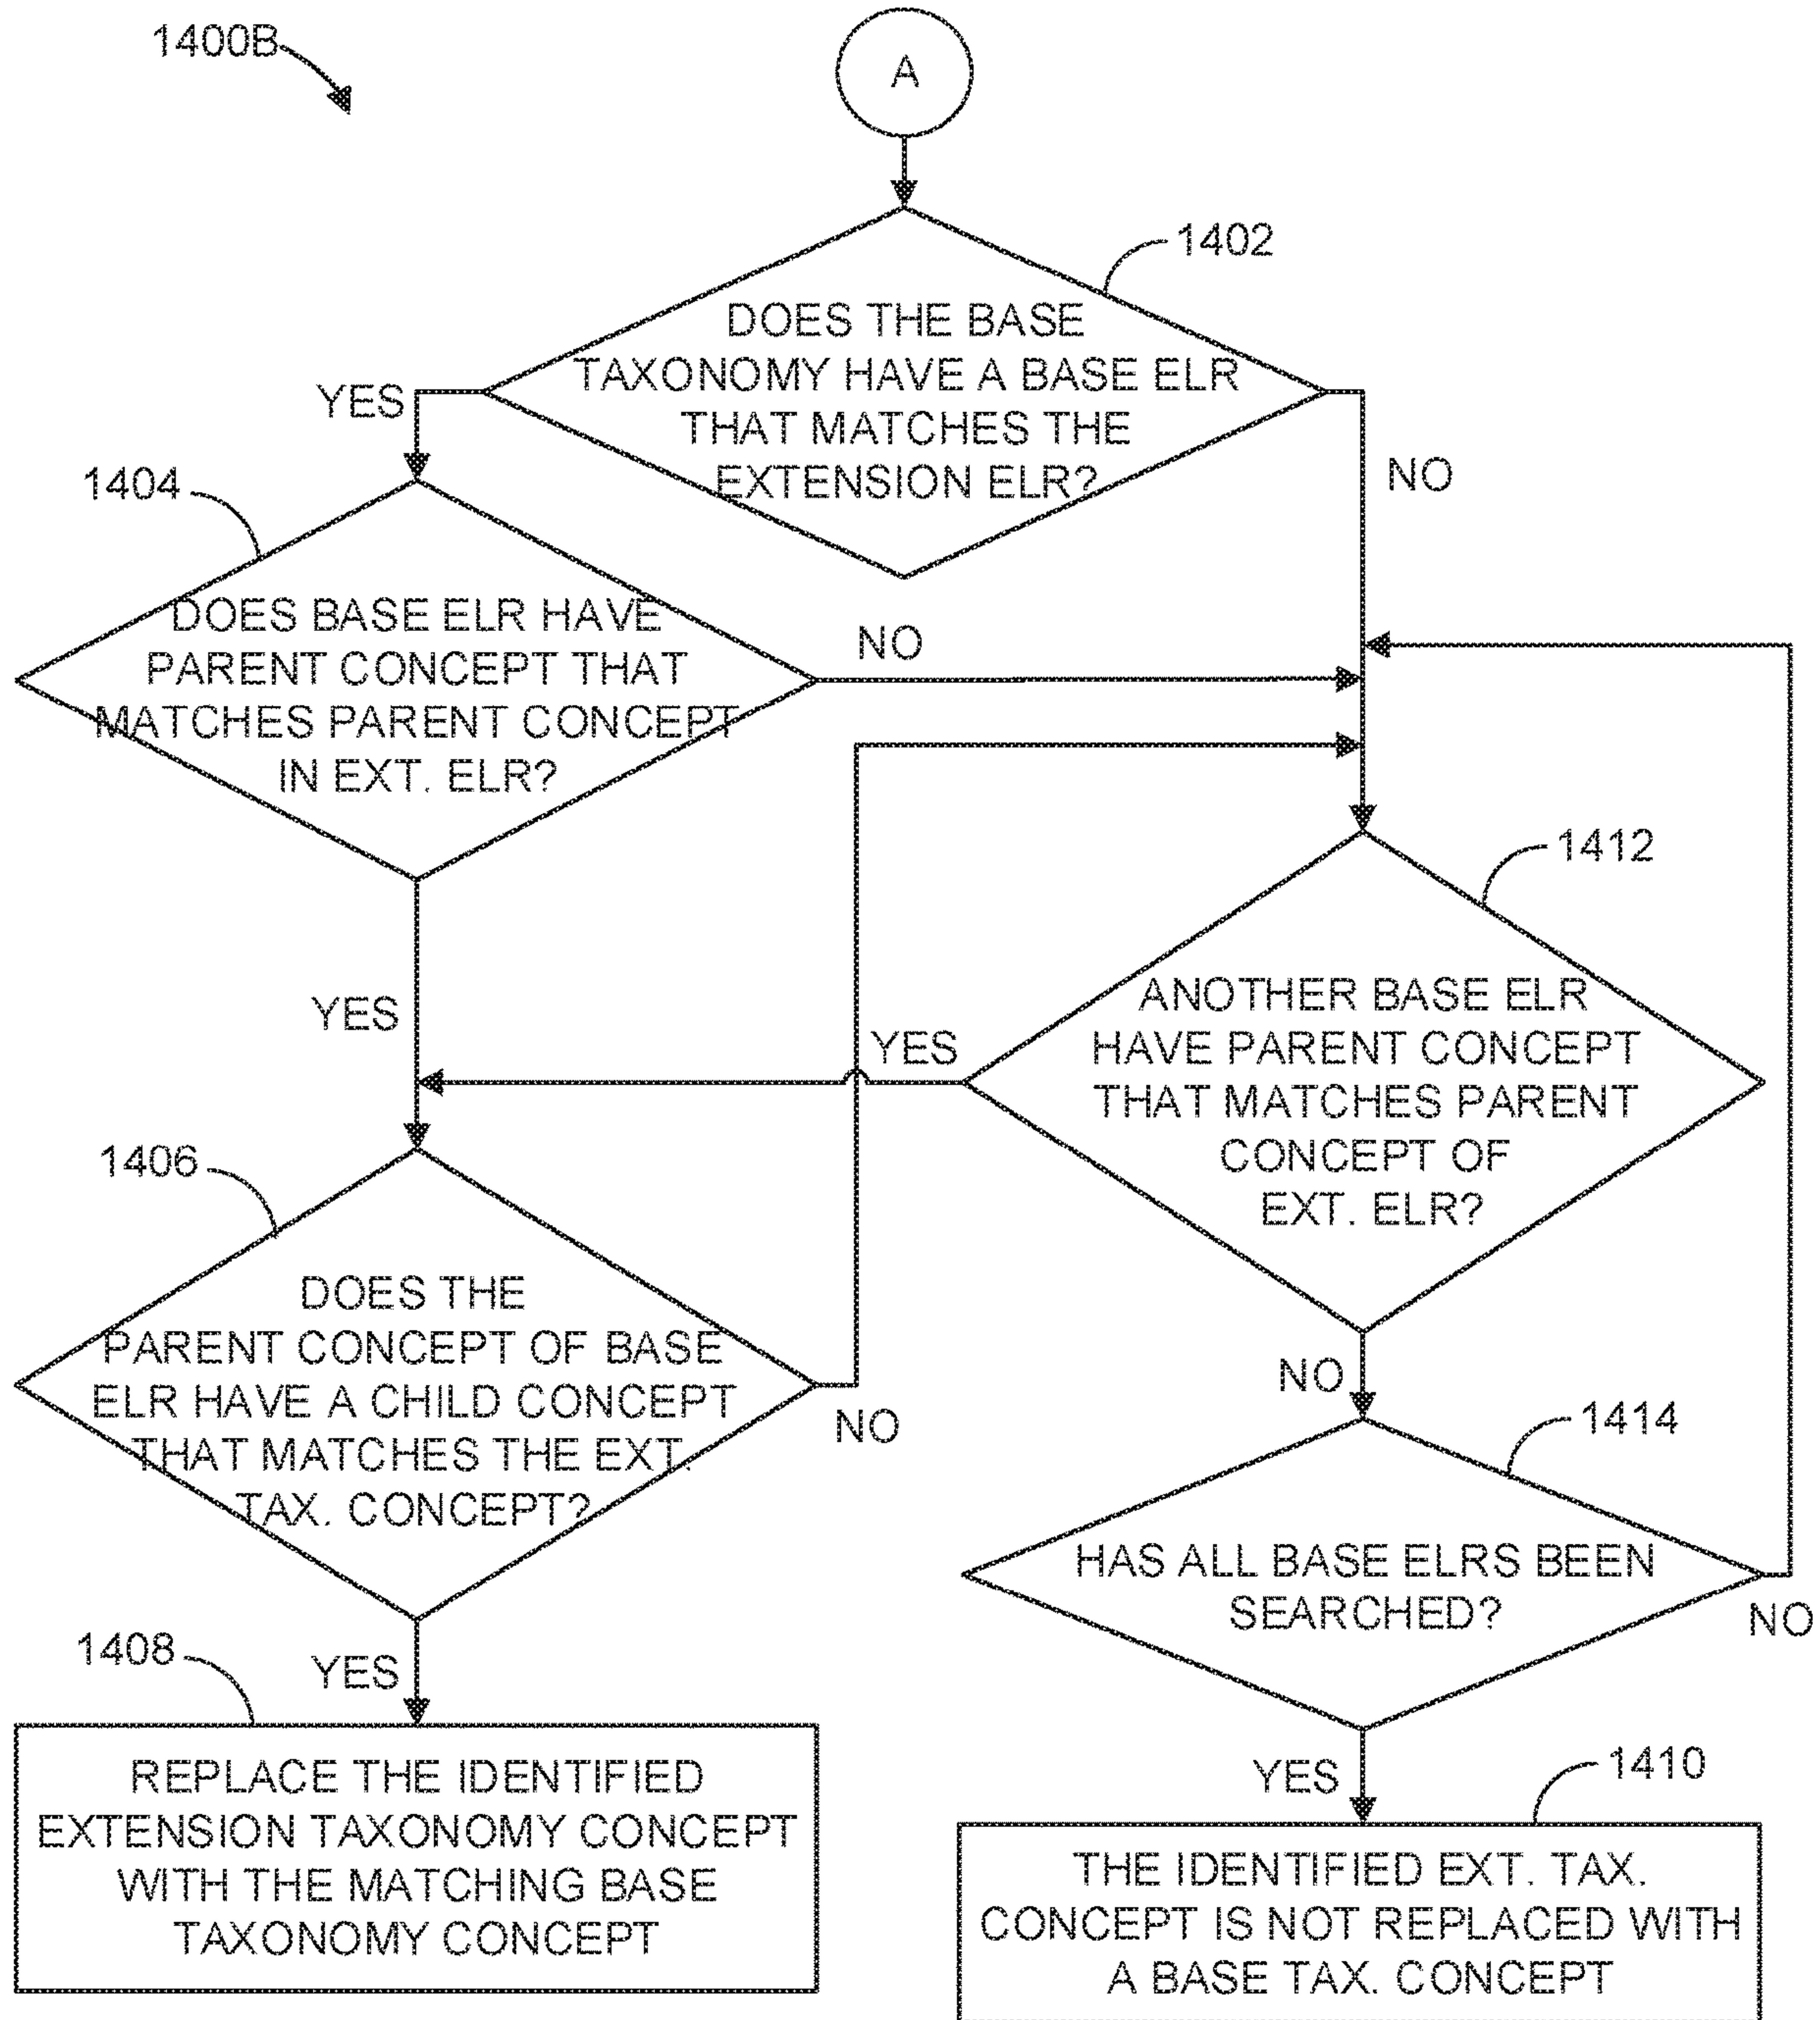 1400B
A
1402
DOES THE BASE
TAXONOMY HAVE A BASE ELR
THAT MATCHES THE
EXTENSION ELR?
YES
NO
1404
DOES BASE ELR HAVE
PARENT CONCEPT THAT
MATCHES PARENT CONCEPT
IN EXT. ELR?
NO
YES
1412
ANOTHER BASE ELR
HAVE PARENT CONCEPT
THAT MATCHES PARENT
CONCEPT OF
EXT. ELR?
YES
NO
1406
DOES THE
PARENT CONCEPT OF BASE
ELR HAVE A CHILD CONCEPT
THAT MATCHES THE EXT.
TAX. CONCEPT?
NO
YES
1414
HAS ALL BASE ELRS BEEN
SEARCHED?
NO
YES
1408
REPLACE THE IDENTIFIED
EXTENSION TAXONOMY CONCEPT
WITH THE MATCHING BASE
TAXONOMY CONCEPT
1410
THE IDENTIFIED EXT. TAX.
CONCEPT IS NOT REPLACED WITH
A BASE TAX. CONCEPT